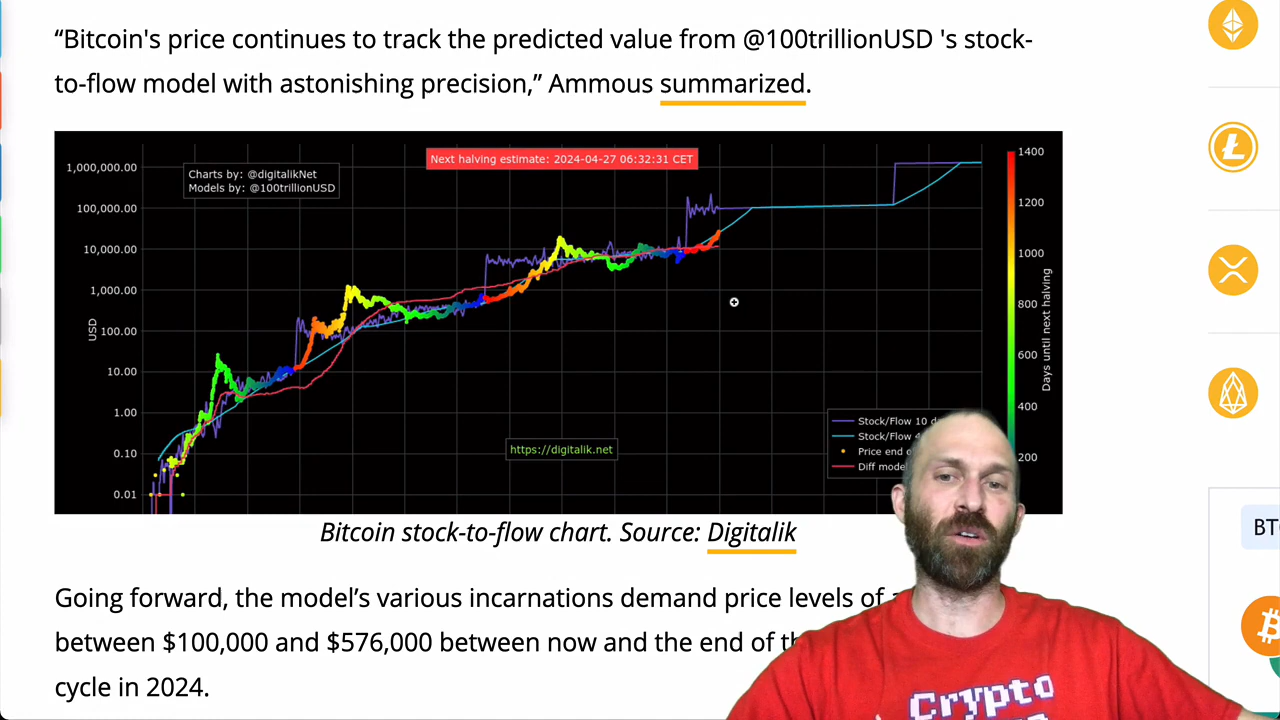 “Bitcoin's price continues to track the predicted value from @100trillionUSD 's stock-
to-flow model with astonishing precision,” Ammous summarized.
Next halving estimate: 2024-04-27 06:32:31 CET
Charts by: @digitalikNet
Models by: @100trillionUSD
1,000,000.00
100,000.00
10,000.00
1,000.00
100.00
10.00
1.00
0.10
0.01
USD
1400
1200
1000
800
600
400
200
Days until next halving
https://digitalik.net
Stock/Flow 10 d
Stock/Flow 4
Price end o
Diff mode
Bitcoin stock-to-flow chart. Source: Digitalik
Going forward, the model’s various incarnations demand price levels of
between $100,000 and $576,000 between now and the end of
cycle in 2024.
BT
Crypto